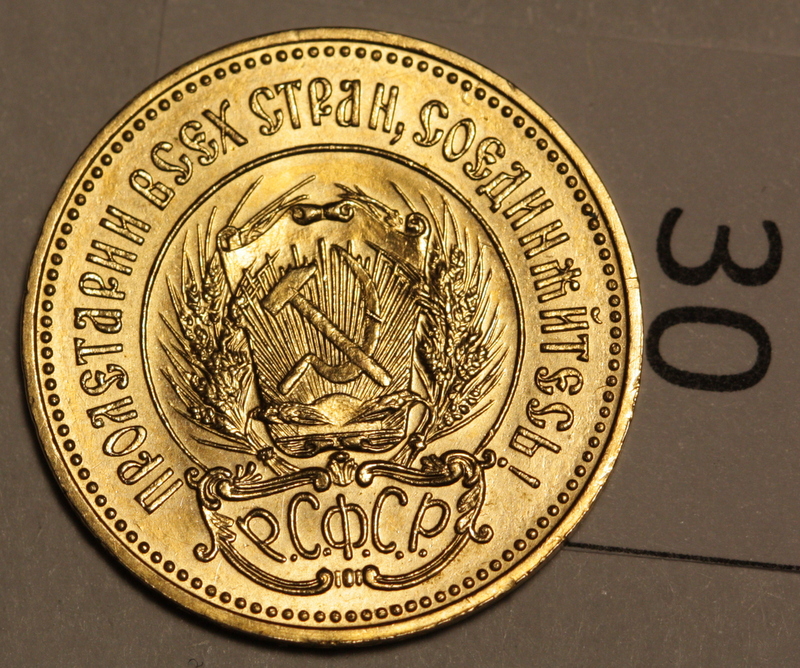 ПРОЛЕТАРИИ ВСЕХ СТРАН, СОЕДИНЯЙТЕСЬ!
Р.С.Ф.С.Р.
30